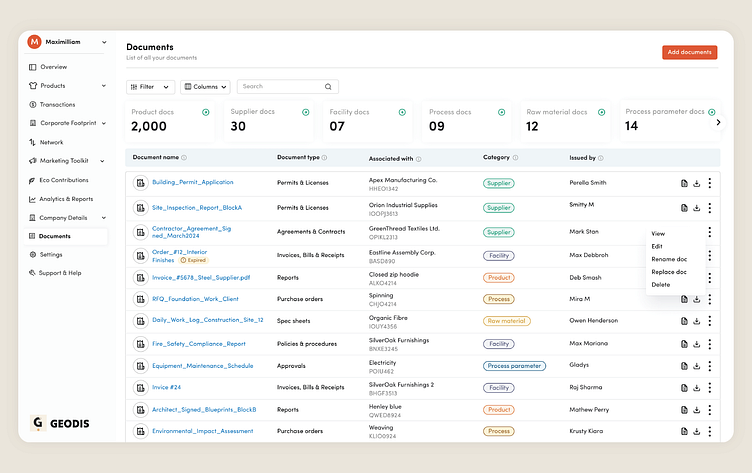 M Maximilliam
Overview
Products
Transactions
Corporate Footprint
Network
Marketing Toolkit
Eco Contributions
Analytics & Reports
Company Details
Documents
Settings
Support & Help
G GEODIS
Documents
List of all your documents
Add documents
Filter
Columns
Search
Product docs
2,000
Supplier docs
30
Facility docs
07
Process docs
09
Raw material docs
12
Process parameter docs
14
Document name Document type Associated with Category Issued by
Building_Permit_Application Permits & Licenses Apex Manufacturing Co. Supplier Perella Smith
HHEO1342
Site_Inspection_Report_BlockA Permits & Licenses Orion Industrial Supplies Supplier Smitty M
IOOPJ3613
Contractor_Agreement_Sig Agreements & Contracts GreenThread Textiles Ltd. Supplier Mark Stan
ned_March2024 OPIKL2313
Order_#12_Interior Invoices, Bills & Receipts Eastline Assembly Corp. Facility Max Debbroh
Finishes Expired BASD890
Invoice_#5678_Steel_Supplier.pdf Reports Closed zip hoodie Product Deb Smash
ALKO4214
RFQ_Foundation_Work_Client Purchase orders Spinning Process Mira M
CHJO4214
Daily_Work_Log_Construction_Site_12 Spec sheets Organic Fibre Raw material Owen Henderson
IOUY4356
Fire_Safety_Compliance_Report Policies & procedures SilverOak Furnishings Facility Max Mariano
BNXE3245
Equipment_Maintenance_Schedule Approvals Electricity Process parameter Gladys
POIU462
Invice #24 Invoices, Bills & Receipts SilverOak Furnishings 2 Facility Raj Sharma
BHGF3513
Architect_Signed_Blueprints_BlockB Reports Henley blue Product Mathew Perry
QWED8924
Environmental_Impact_Assessment Purchase orders Weaving Process Krusty Kiara
KLIO0924
View
Edit
Rename doc
Replace doc
Delete